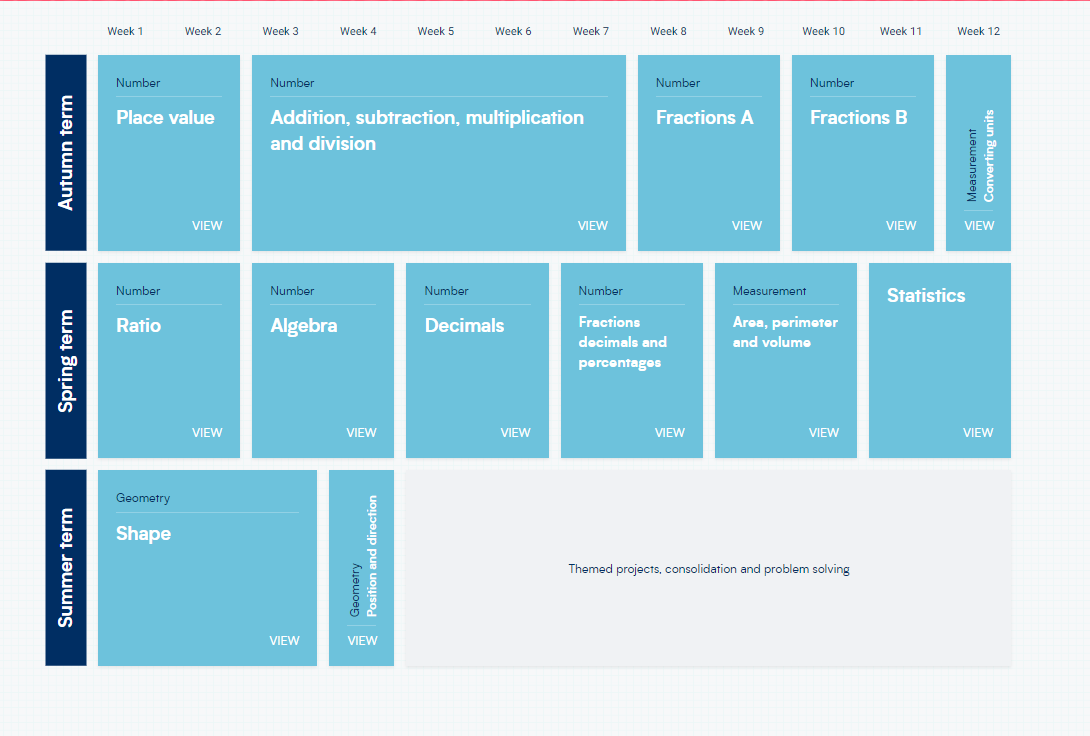 Week 1
Week 2
Week 3
Week 4
Week 5
Week 6
Week 7
Week 8
Week 9
Week 10
Week 11
Week 12
Autumn term
Number
Place value
VIEW
Number
Addition, subtraction, multiplication
and division
VIEW
Number
Fractions A
VIEW
Number
Fractions B
VIEW
Measurement
Converting units
VIEW
Spring term
Number
Ratio
VIEW
Number
Algebra
VIEW
Number
Decimals
VIEW
Number
Fractions
decimals and
percentages
VIEW
Measurement
Area, perimeter
and volume
VIEW
Statistics
VIEW
Summer term
Geometry
Shape
VIEW
Geometry
Position and direction
VIEW
Themed projects, consolidation and problem solving